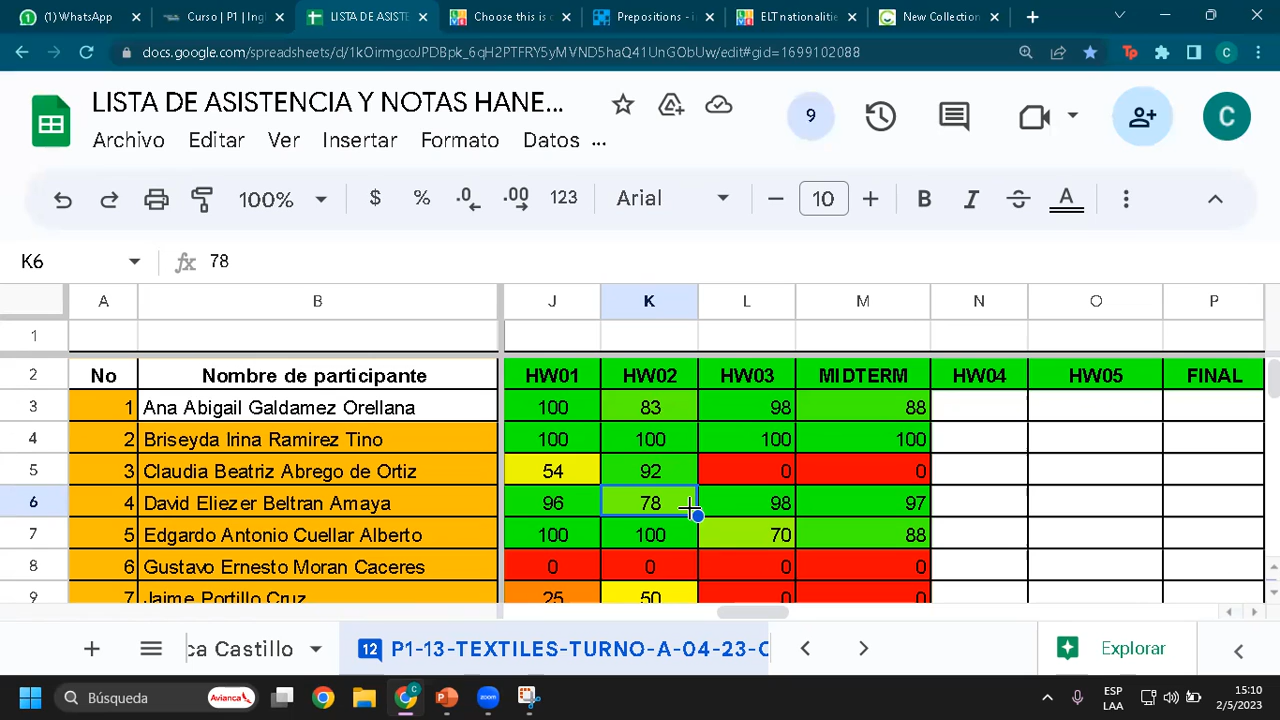 (1) WhatsApp
Curso | P1 | Ingl
LISTA DE ASISTE
Choose this is c
Prepositions - i
ELT nationalitie
New Collection
docs.google.com/spreadsheets/d/1kOirmgcoJPDBpk_6qH2PTFRY5yMVND5haQ41UnGObUw/edit#gid=1699102088
LISTA DE ASISTENCIA Y NOTAS HANE...
9
C
Archivo Editar Ver Insertar Formato Datos ...
100% $ % .0 .00 123 Arial 10 B I S A
K6 fx 78
A B J K L M N O P
1
2 No Nombre de participante HW01 HW02 HW03 MIDTERM HW04 HW05 FINAL
3 1 Ana Abigail Galdamez Orellana 100 83 98 88
4 2 Briseyda Irina Ramirez Tino 100 100 100 100
5 3 Claudia Beatriz Abrego de Ortiz 54 92 0 0
6 4 David Eliezer Beltran Amaya 96 78 98 97
7 5 Edgardo Antonio Cuellar Alberto 100 100 70 88
8 6 Gustavo Ernesto Moran Caceres 0 0 0 0
9 7 Jaime Portillo Cruz 25 50 0 0
ca Castillo 12 P1-13-TEXTILES-TURNO-A-04-23-C Explorar
Búsqueda Avianca ESP LAA 15:10 2/5/2023